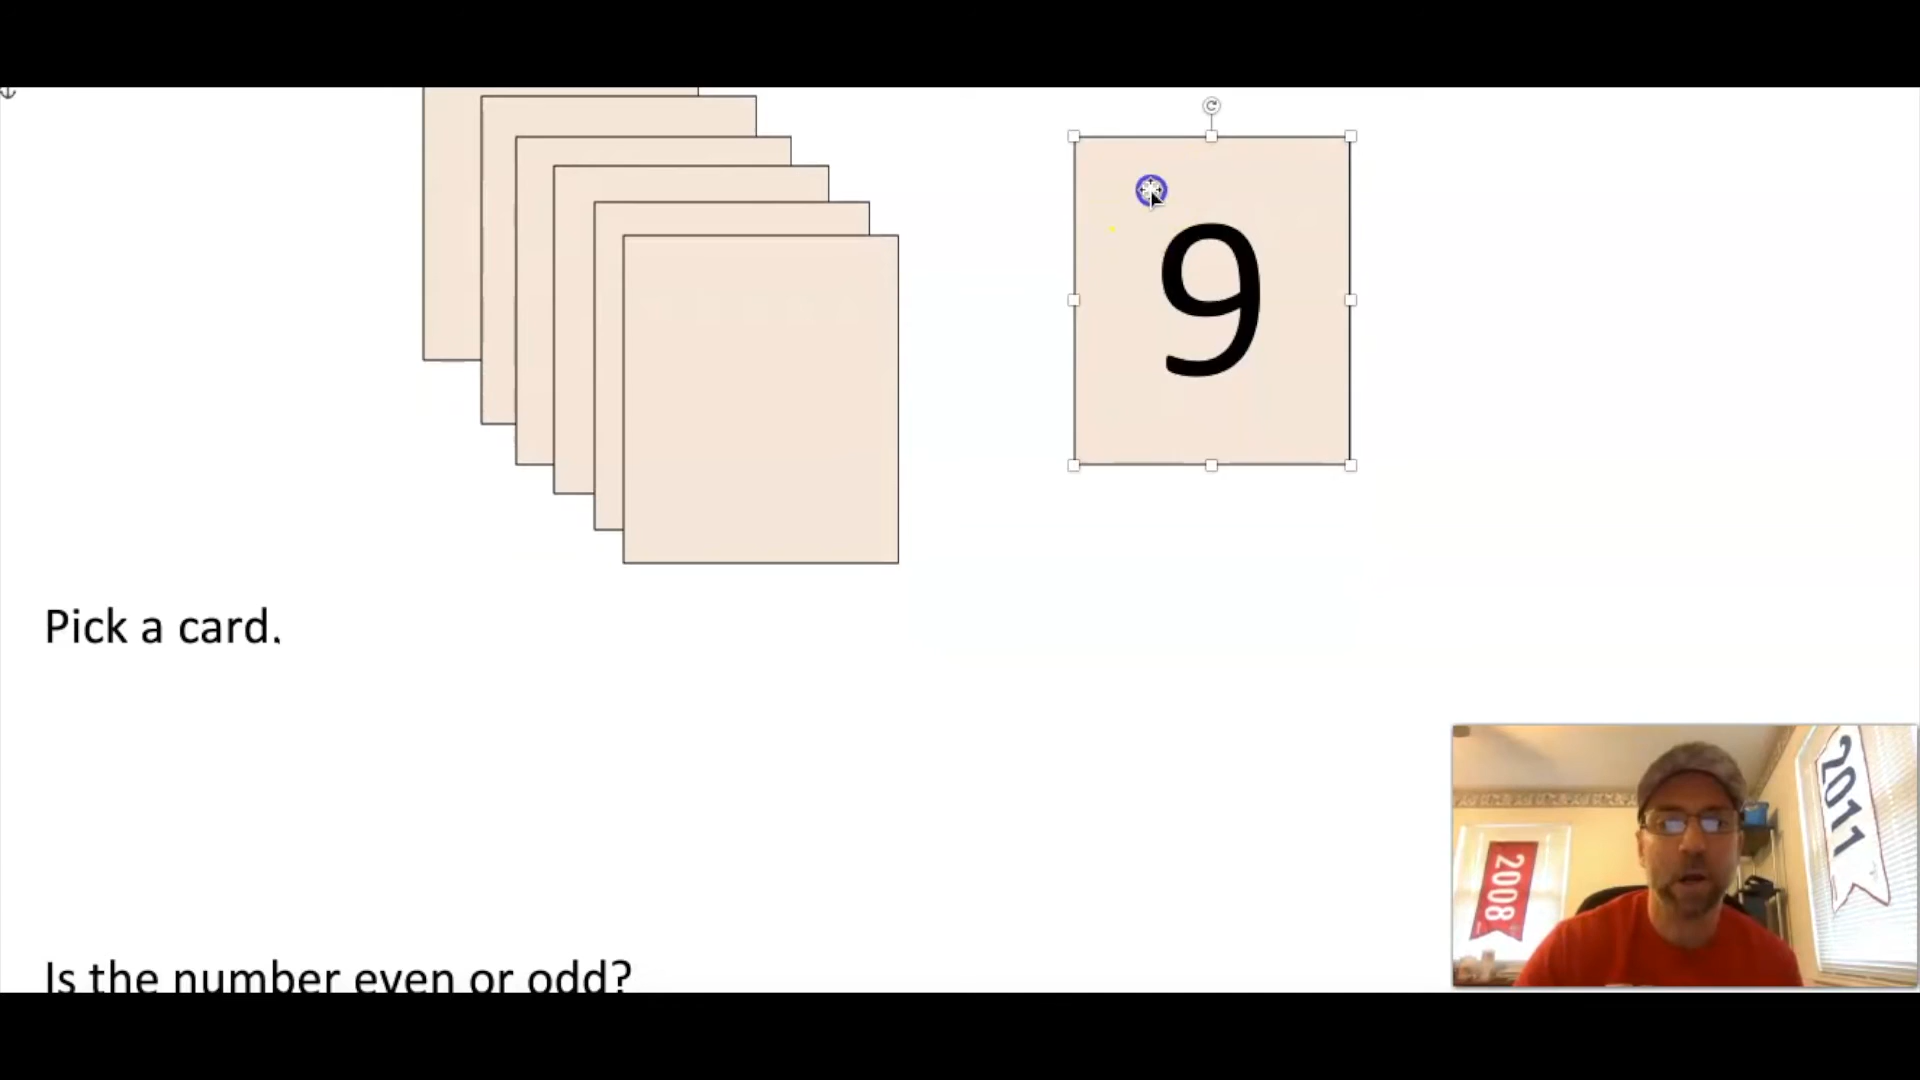 9
Pick a card.
Is the number even or odd?
2008
2011